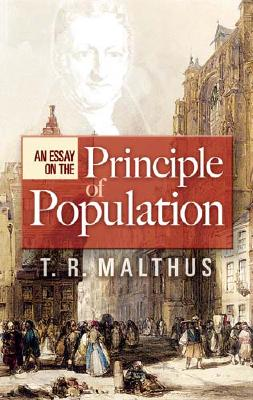 AN ESSAY
ON THE
Principle
of
Population
T. R. MALTHUS